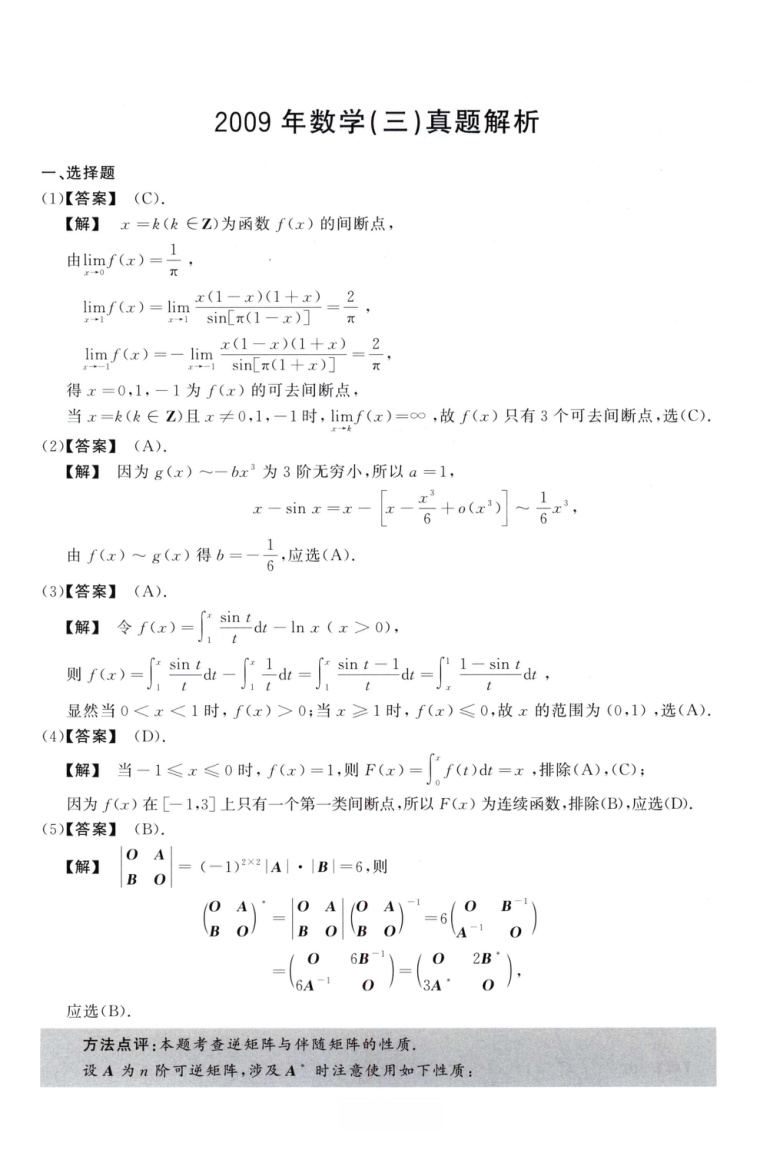 2009 年数学(三)真题解析
一、选择题
(1)【答案】 (C).
【解】 x=k(k∈Z)为函数 f(x) 的间断点,
由 lim_{x→0} f(x)=1/π,
lim_{x→1} f(x)=lim_{x→1} x(1-x)(1+x)/sin[π(1-x)]=2/π,
lim_{x→-1} f(x)=-lim_{x→-1} x(1-x)(1+x)/sin[π(1+x)]=2/π,
得 x=0,1,-1 为 f(x) 的可去间断点,
当 x=k(k∈Z)且 x≠0,1,-1 时, lim_{x→k} f(x)=∞,故 f(x) 只有 3 个可去间断点,选(C).
(2)【答案】 (A).
【解】 因为 g(x)~-bx³ 为 3 阶无穷小,所以 a=1,
x-sin x=x-[x-x³/6+o(x³)]~1/6 x³,
由 f(x)~g(x) 得 b=-1/6,应选(A).
(3)【答案】 (A).
【解】 令 f(x)=∫_1^x sin t/t dt-ln x (x>0),
则 f(x)=∫_1^x sin t/t dt-∫_1^x 1/t dt=∫_1^x (sin t-1)/t dt=∫_x^1 (1-sin t)/t dt,
显然当 0<x<1 时, f(x)>0;当 x≥1 时, f(x)≤0,故 x 的范围为 (0,1),选(A).
(4)【答案】 (D).
【解】 当 -1≤x≤0 时, f(x)=1,则 F(x)=∫_0^x f(t)dt=x,排除(A),(C);
因为 f(x) 在[-1,3]上只有一个第一类间断点,所以 F(x) 为连续函数,排除(B),应选(D).
(5)【答案】 (B).
【解】 |O A; B O|=(-1)^{2×2}|A|·|B|=6,则
(O A; B O)^*=|O A; B O|(O A; B O)^{-1}=6(O B^{-1}; A^{-1} O)
=(O 6B^{-1}; 6A^{-1} O)=(O 2B^*; 3A^* O),
应选(B).
方法点评:本题考查逆矩阵与伴随矩阵的性质.
设 A 为 n 阶可逆矩阵,涉及 A^* 时注意使用如下性质: